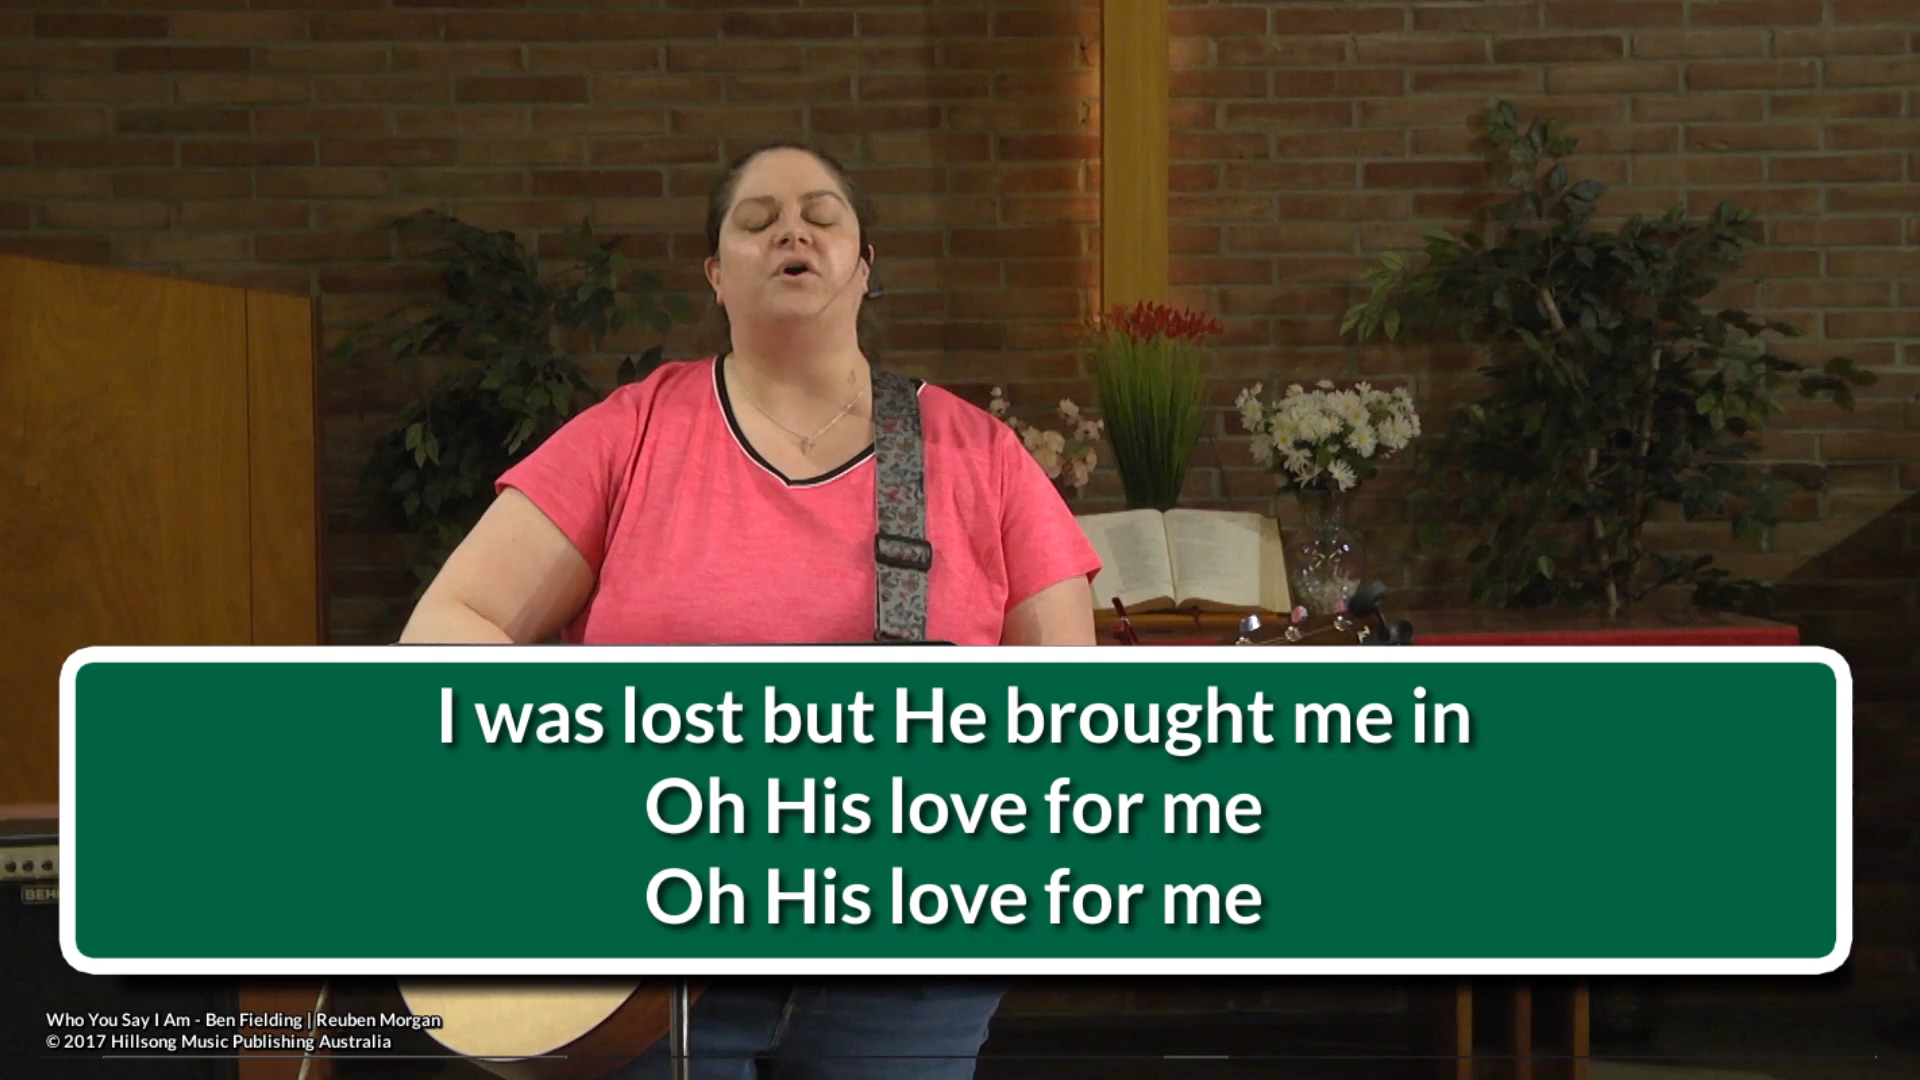 I was lost but He brought me in
Oh His love for me
Oh His love for me
Who You Say I Am - Ben Fielding | Reuben Morgan
© 2017 Hillsong Music Publishing Australia